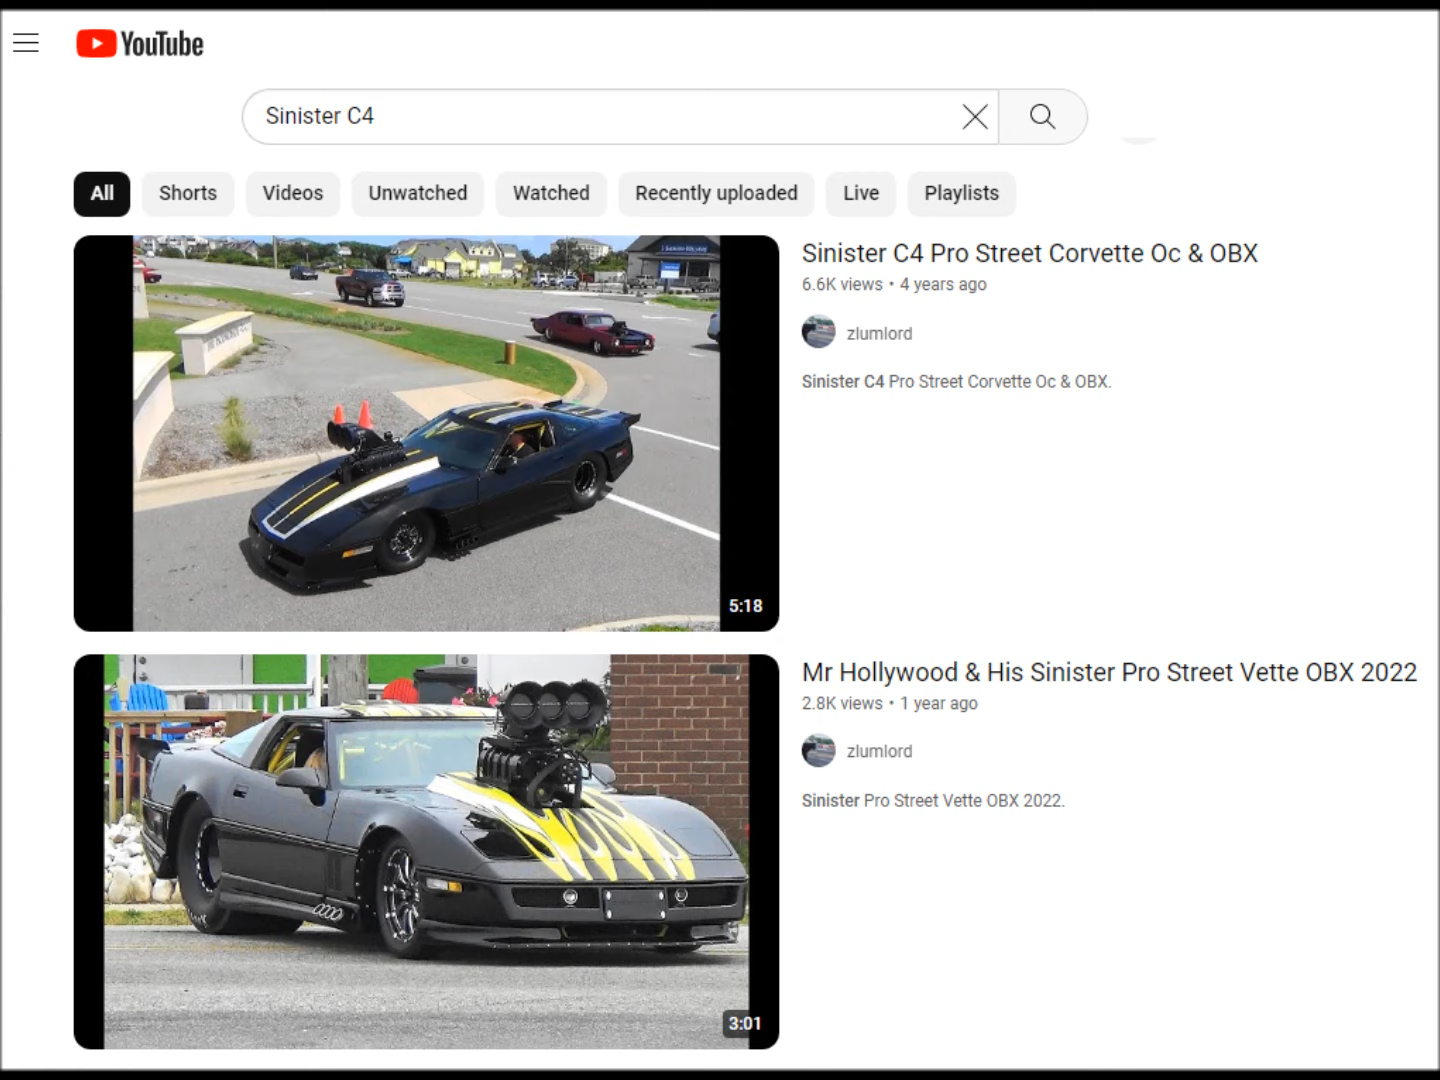 YouTube
Sinister C4
All Shorts Videos Unwatched Watched Recently uploaded Live Playlists
Sinister C4 Pro Street Corvette Oc & OBX
6.6K views • 4 years ago
zlumlord
Sinister C4 Pro Street Corvette Oc & OBX.
5:18
Mr Hollywood & His Sinister Pro Street Vette OBX 2022
2.8K views • 1 year ago
zlumlord
Sinister Pro Street Vette OBX 2022.
3:01